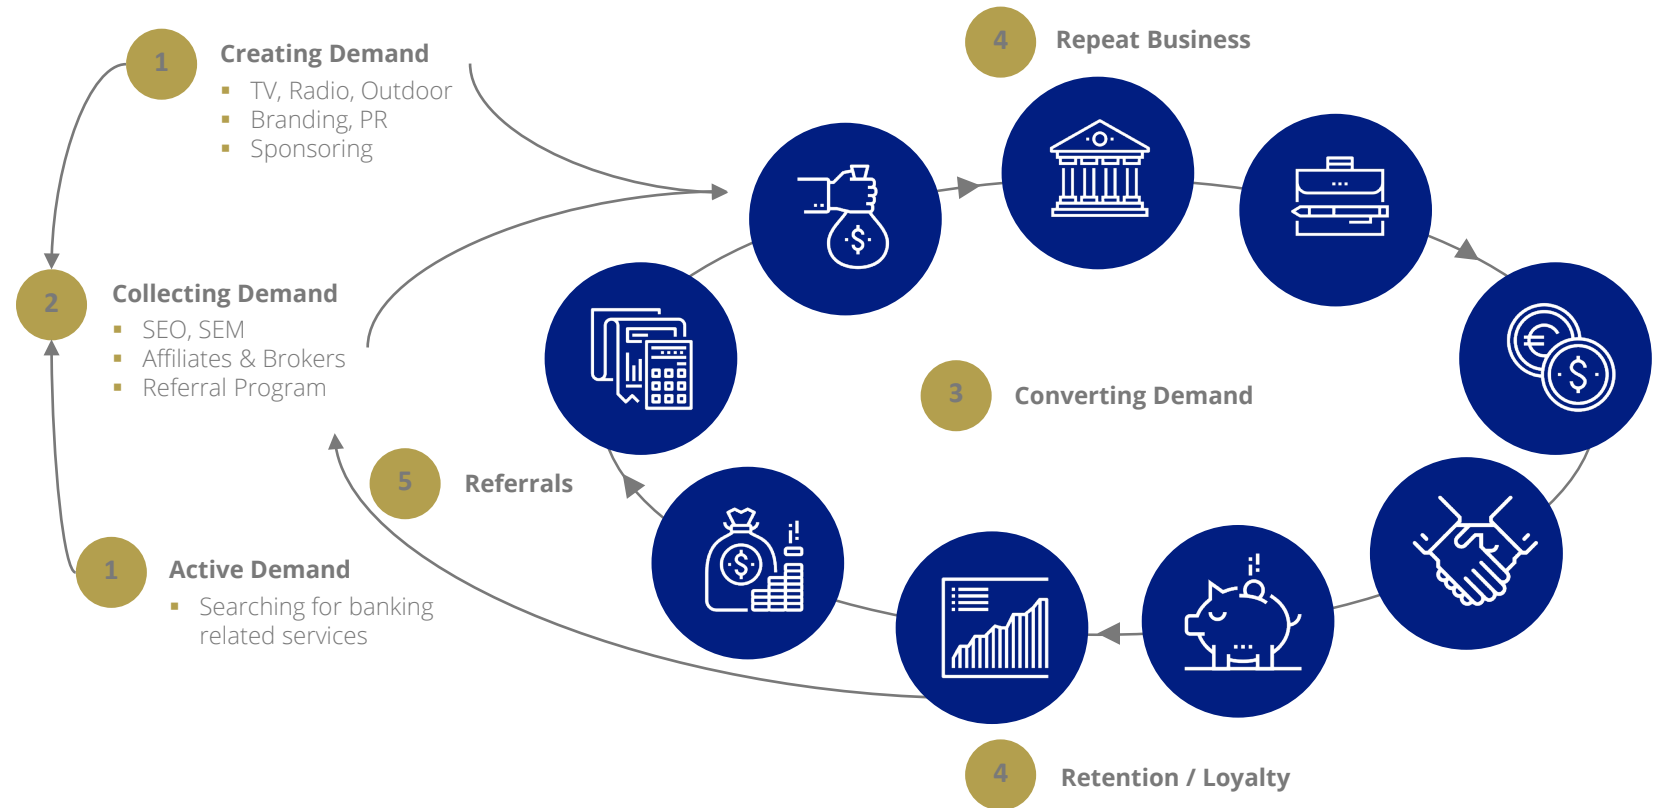 1
Creating Demand
▪ TV, Radio, Outdoor
▪ Branding, PR
▪ Sponsoring
2
Collecting Demand
▪ SEO, SEM
▪ Affiliates & Brokers
▪ Referral Program
1
Active Demand
▪ Searching for banking
related services
4
Repeat Business
3
Converting Demand
5
Referrals
4
Retention / Loyalty
$
€
$
$